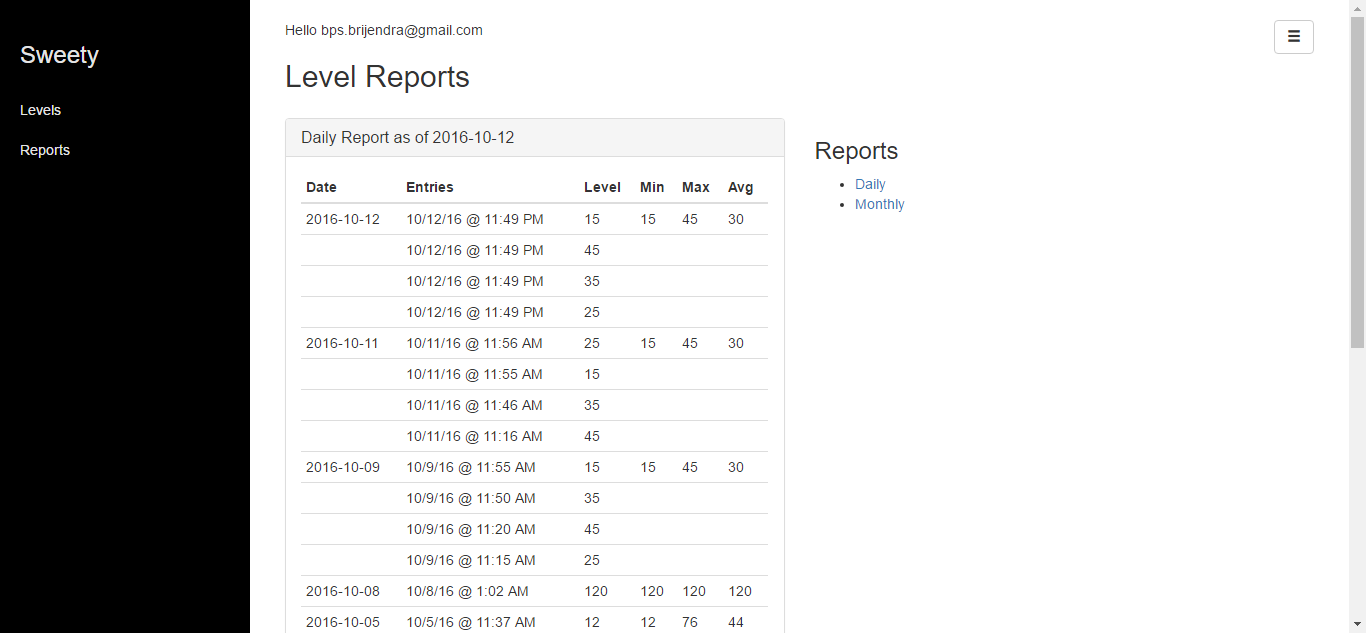 Sweety
Levels
Reports
Hello bps.brijendra@gmail.com
Level Reports
Daily Report as of 2016-10-12
Date Entries Level Min Max Avg
2016-10-12 10/12/16 @ 11:49 PM 15 15 45 30
10/12/16 @ 11:49 PM 45
10/12/16 @ 11:49 PM 35
10/12/16 @ 11:49 PM 25
2016-10-11 10/11/16 @ 11:56 AM 25 15 45 30
10/11/16 @ 11:55 AM 15
10/11/16 @ 11:46 AM 35
10/11/16 @ 11:16 AM 45
2016-10-09 10/9/16 @ 11:55 AM 15 15 45 30
10/9/16 @ 11:50 AM 35
10/9/16 @ 11:20 AM 45
10/9/16 @ 11:15 AM 25
2016-10-08 10/8/16 @ 1:02 AM 120 120 120 120
2016-10-05 10/5/16 @ 11:37 AM 12 12 76 44
Reports
Daily
Monthly